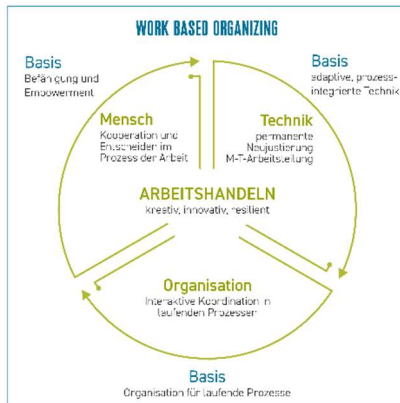 WORK BASED ORGANIZING
Basis
Befähigung und
Empowerment
Basis
adaptive, prozess-
integrierte Technik
Mensch
Kooperation und
Entscheiden im
Prozess der Arbeit
Technik
permanente
Neujustierung
M-T-Arbeitsteilung
ARBEITSHANDELN
kreativ, innovativ, resilient
Organisation
Interaktive Koordination in
laufenden Prozessen
Basis
Organisation für laufende Prozesse